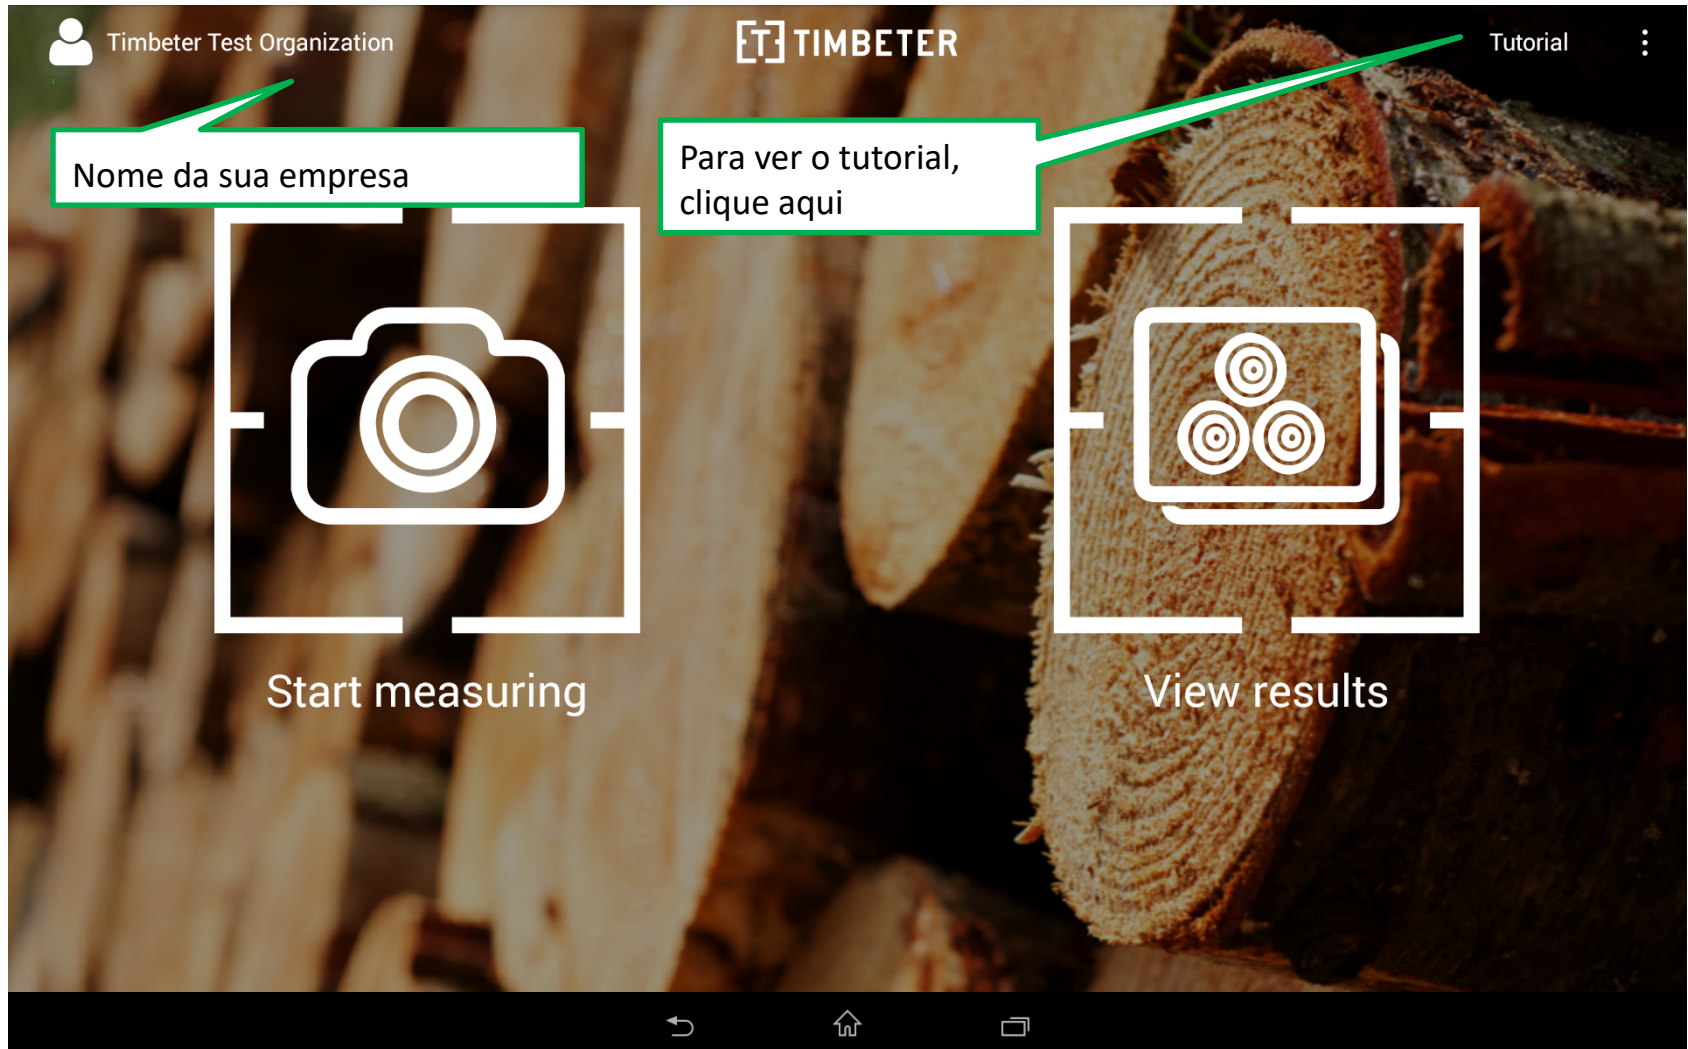 Timbeter Test Organization
[T] TIMBETER
Tutorial
Nome da sua empresa
Para ver o tutorial,
clique aqui
Start measuring
View results